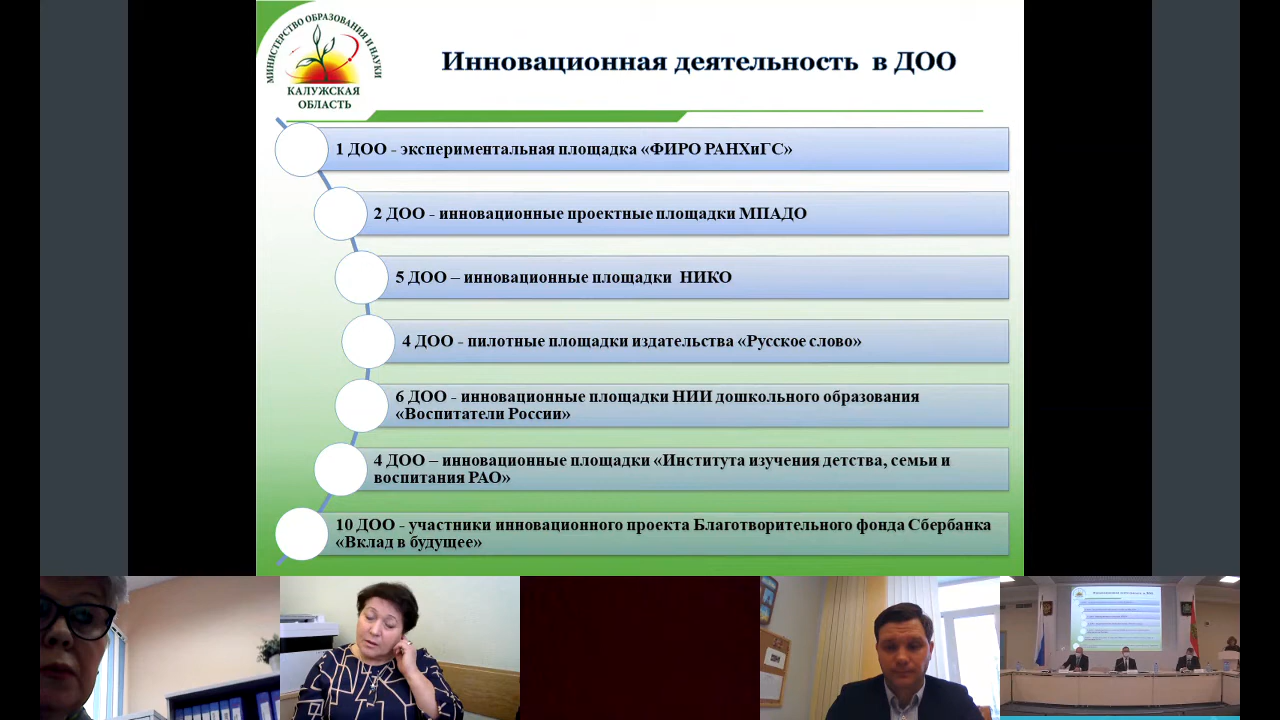 МИНИСТЕРСТВО ОБРАЗОВАНИЯ И НАУКИ
КАЛУЖСКАЯ
ОБЛАСТЬ
Инновационная деятельность в ДОО
1 ДОО - экспериментальная площадка «ФИРО РАНХиГС»
2 ДОО - инновационные проектные площадки МПАДО
5 ДОО – инновационные площадки НИКО
4 ДОО - пилотные площадки издательства «Русское слово»
6 ДОО - инновационные площадки НИИ дошкольного образования
«Воспитатели России»
4 ДОО – инновационные площадки «Института изучения детства, семьи и
воспитания РАО»
10 ДОО - участники инновационного проекта Благотворительного фонда Сбербанка
«Вклад в будущее»